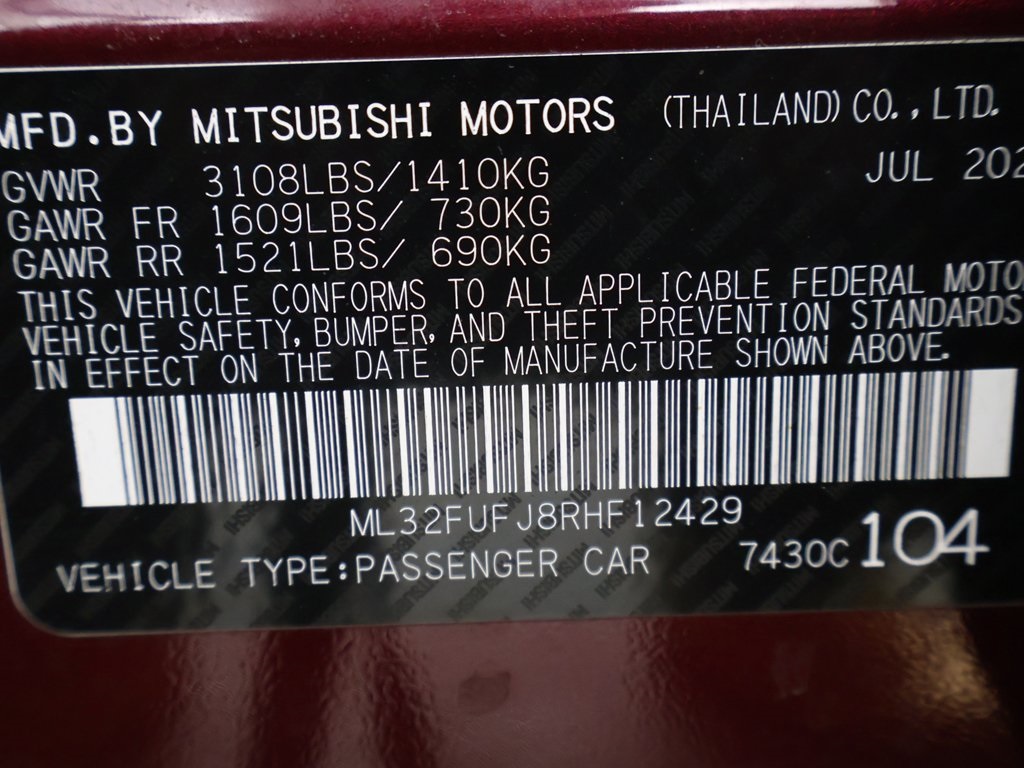 MFD.BY MITSUBISHI MOTORS (THAILAND) CO.,LTD.
GVWR 3108LBS/1410KG JUL 202
GAWR FR 1609LBS/ 730KG
GAWR RR 1521LBS/ 690KG
THIS VEHICLE CONFORMS TO ALL APPLICABLE FEDERAL MOTO
VEHICLE SAFETY, BUMPER, AND THEFT PREVENTION STANDARDS
IN EFFECT ON THE DATE OF MANUFACTURE SHOWN ABOVE.
ML32FUFJ8RHF12429
VEHICLE TYPE:PASSENGER CAR 7430C 104